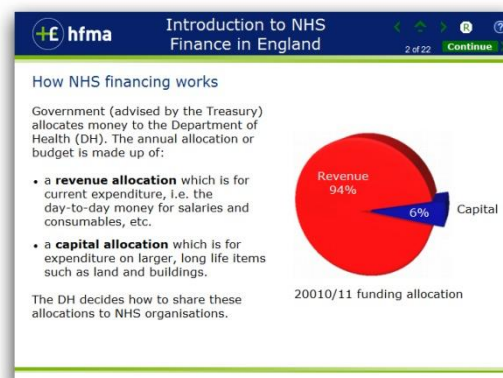 +£ hfma
Introduction to NHS
Finance in England
R
?
2 of 22
Continue
How NHS financing works
Government (advised by the Treasury)
allocates money to the Department of
Health (DH). The annual allocation or
budget is made up of:
• a revenue allocation which is for
current expenditure, i.e. the
day-to-day money for salaries and
consumables, etc.
• a capital allocation which is for
expenditure on larger, long life items
such as land and buildings.
The DH decides how to share these
allocations to NHS organisations.
Revenue
94%
6%
Capital
20010/11 funding allocation